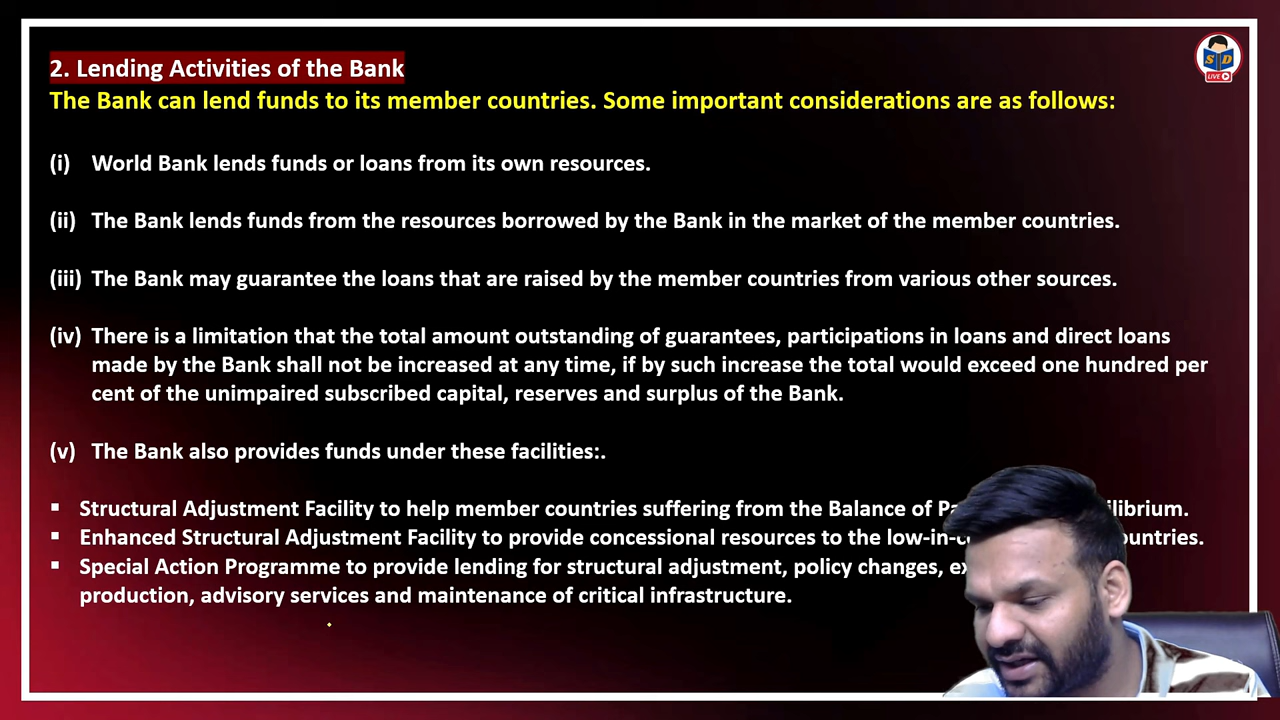 2. Lending Activities of the Bank
The Bank can lend funds to its member countries. Some important considerations are as follows:
S D
LIVE
(i) World Bank lends funds or loans from its own resources.
(ii) The Bank lends funds from the resources borrowed by the Bank in the market of the member countries.
(iii) The Bank may guarantee the loans that are raised by the member countries from various other sources.
(iv) There is a limitation that the total amount outstanding of guarantees, participations in loans and direct loans
made by the Bank shall not be increased at any time, if by such increase the total would exceed one hundred per
cent of the unimpaired subscribed capital, reserves and surplus of the Bank.
(v) The Bank also provides funds under these facilities:.
▪ Structural Adjustment Facility to help member countries suffering from the Balance of
▪ Enhanced Structural Adjustment Facility to provide concessional resources to the
▪ Special Action Programme to provide lending for structural adjustment, policy changes,
production, advisory services and maintenance of critical infrastructure.